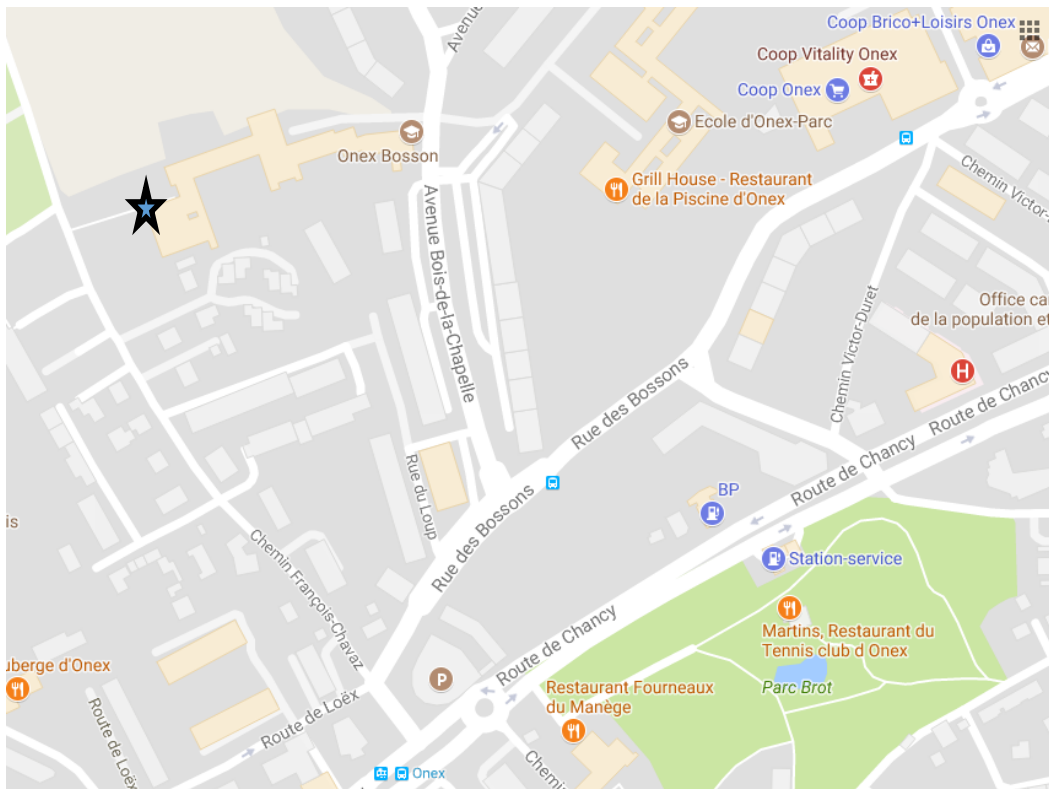 Coop Brico+Loisirs Onex
Avenue
Coop Vitality Onex
Coop Onex
Ecole d'Onex-Parc
Onex Bosson
Chemin Victor-
Grill House - Restaurant
de la Piscine d'Onex
Avenue Bois-de-la-Chapelle
Office ca
de la population et
Chemin Victor-Duret
H
Route de Chancy
Rue des Bossons
Route de Chancy
Rue du Loup
BP
Rue des Bossons
is
Chemin François-Chavaz
Station-service
Route de Chancy
Martins, Restaurant du
Tennis club d Onex
uberge d'Onex
P
Restaurant Fourneaux
du Manège
Parc Brot
Route de Loëx
Route de Loëx
Onex
Chemin